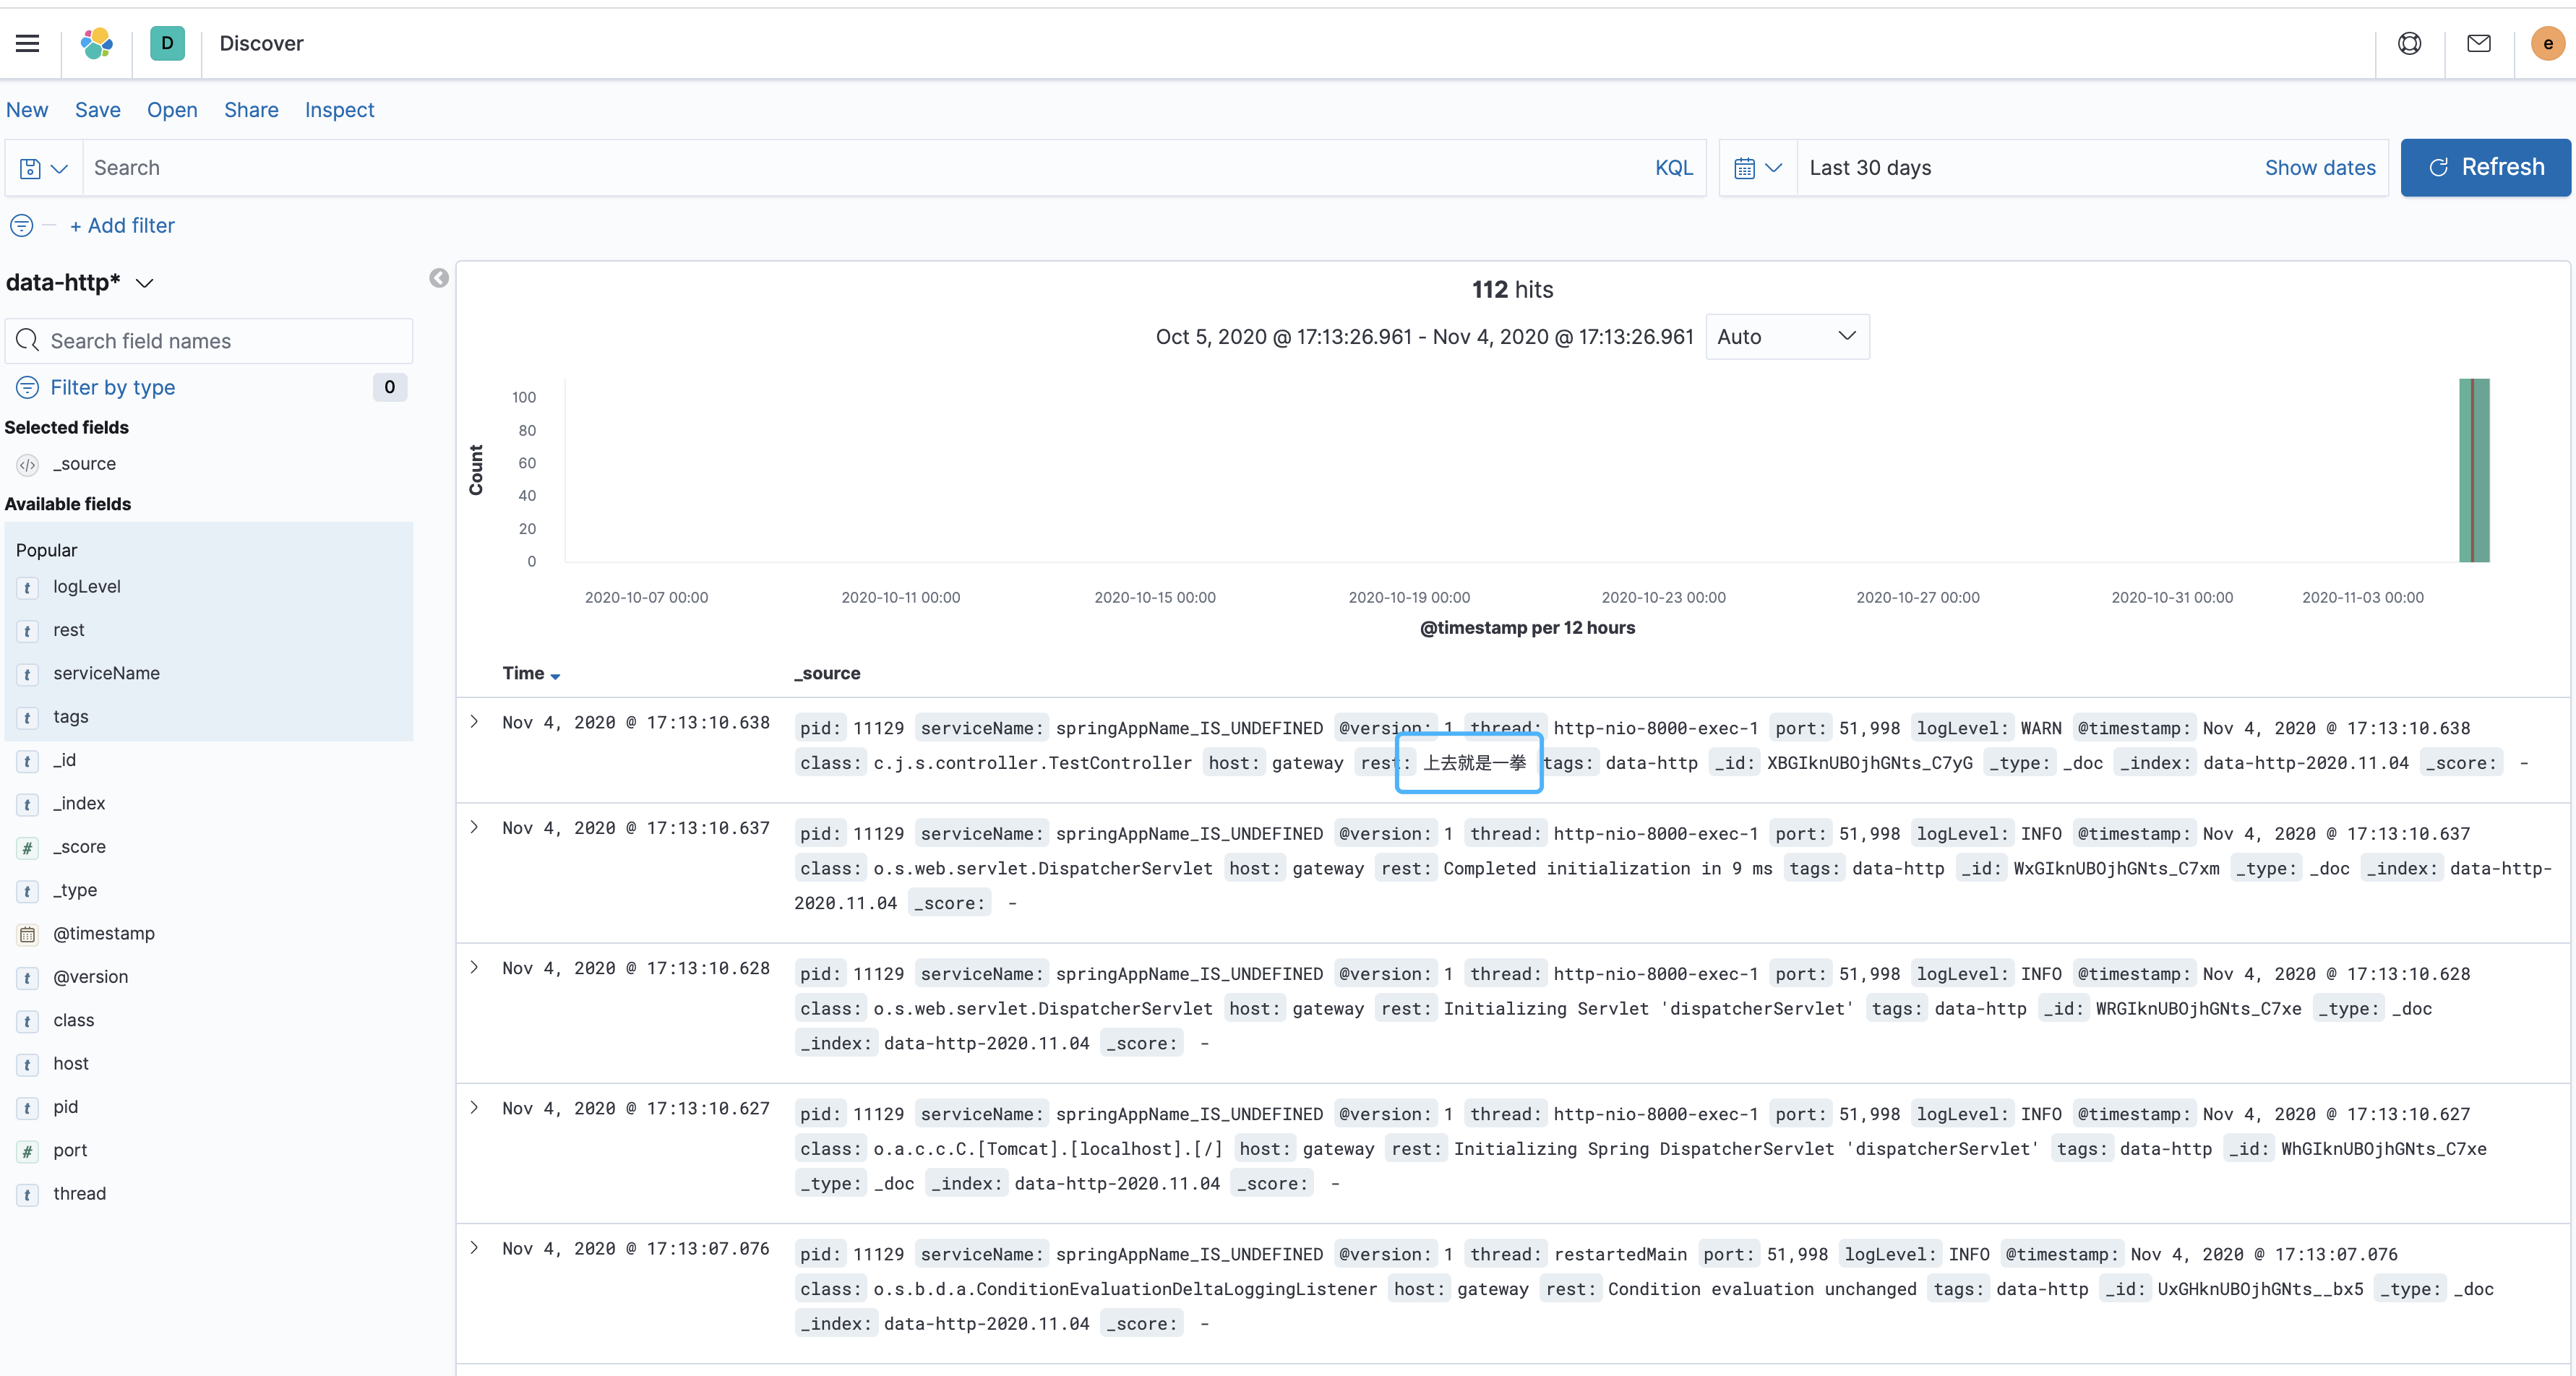 D Discover e
New Save Open Share Inspect
Search KQL Last 30 days Show dates Refresh
+ Add filter
data-http*
Search field names
Filter by type 0
Selected fields
_source
Available fields
Popular
logLevel
rest
serviceName
tags
_id
_index
_score
_type
@timestamp
@version
class
host
pid
port
thread
112 hits
Oct 5, 2020 @ 17:13:26.961 - Nov 4, 2020 @ 17:13:26.961 Auto
Count
100
80
60
40
20
0
2020-10-07 00:00 2020-10-11 00:00 2020-10-15 00:00 2020-10-19 00:00 2020-10-23 00:00 2020-10-27 00:00 2020-10-31 00:00 2020-11-03 00:00
@timestamp per 12 hours
Time _source
Nov 4, 2020 @ 17:13:10.638 pid: 11129 serviceName: springAppName_IS_UNDEFINED @version: 1 thread: http-nio-8000-exec-1 port: 51,998 logLevel: WARN @timestamp: Nov 4, 2020 @ 17:13:10.638
class: c.j.s.controller.TestController host: gateway rest: 上去就是一拳 tags: data-http _id: XBGIknUBOjhGNts_C7yG _type: _doc _index: data-http-2020.11.04 _score: -
Nov 4, 2020 @ 17:13:10.637 pid: 11129 serviceName: springAppName_IS_UNDEFINED @version: 1 thread: http-nio-8000-exec-1 port: 51,998 logLevel: INFO @timestamp: Nov 4, 2020 @ 17:13:10.637
class: o.s.web.servlet.DispatcherServlet host: gateway rest: Completed initialization in 9 ms tags: data-http _id: WxGIknUBOjhGNts_C7xm _type: _doc _index: data-http-
2020.11.04 _score: -
Nov 4, 2020 @ 17:13:10.628 pid: 11129 serviceName: springAppName_IS_UNDEFINED @version: 1 thread: http-nio-8000-exec-1 port: 51,998 logLevel: INFO @timestamp: Nov 4, 2020 @ 17:13:10.628
class: o.s.web.servlet.DispatcherServlet host: gateway rest: Initializing Servlet 'dispatcherServlet' tags: data-http _id: WRGIknUBOjhGNts_C7xe _type: _doc
_index: data-http-2020.11.04 _score: -
Nov 4, 2020 @ 17:13:10.627 pid: 11129 serviceName: springAppName_IS_UNDEFINED @version: 1 thread: http-nio-8000-exec-1 port: 51,998 logLevel: INFO @timestamp: Nov 4, 2020 @ 17:13:10.627
class: o.a.c.c.C.[Tomcat].[localhost].[/] host: gateway rest: Initializing Spring DispatcherServlet 'dispatcherServlet' tags: data-http _id: WhGIknUBOjhGNts_C7xe
_type: _doc _index: data-http-2020.11.04 _score: -
Nov 4, 2020 @ 17:13:07.076 pid: 11129 serviceName: springAppName_IS_UNDEFINED @version: 1 thread: restartedMain port: 51,998 logLevel: INFO @timestamp: Nov 4, 2020 @ 17:13:07.076
class: o.s.b.d.a.ConditionEvaluationDeltaLoggingListener host: gateway rest: Condition evaluation unchanged tags: data-http _id: UxGHknUBOjhGNts__bx5 _type: _doc
_index: data-http-2020.11.04 _score: -